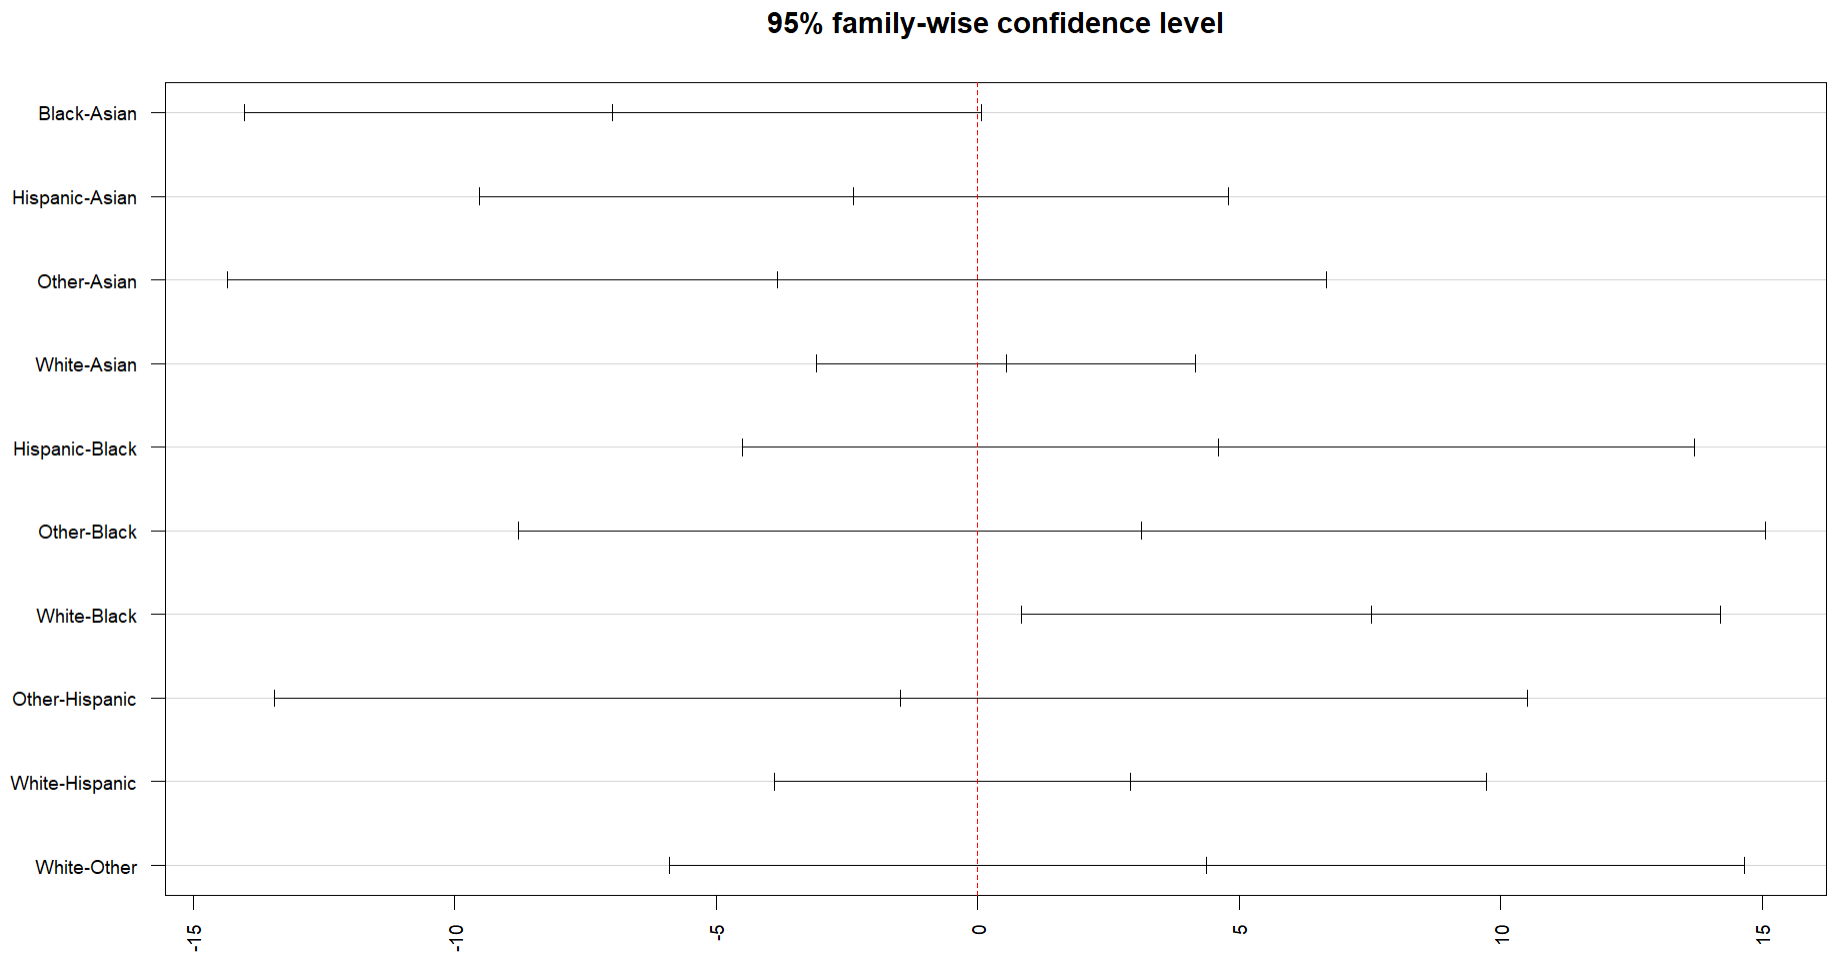 95% family-wise confidence level
Black-Asian
Hispanic-Asian
Other-Asian
White-Asian
Hispanic-Black
Other-Black
White-Black
Other-Hispanic
White-Hispanic
White-Other
-15 -10 -5 0 5 10 15